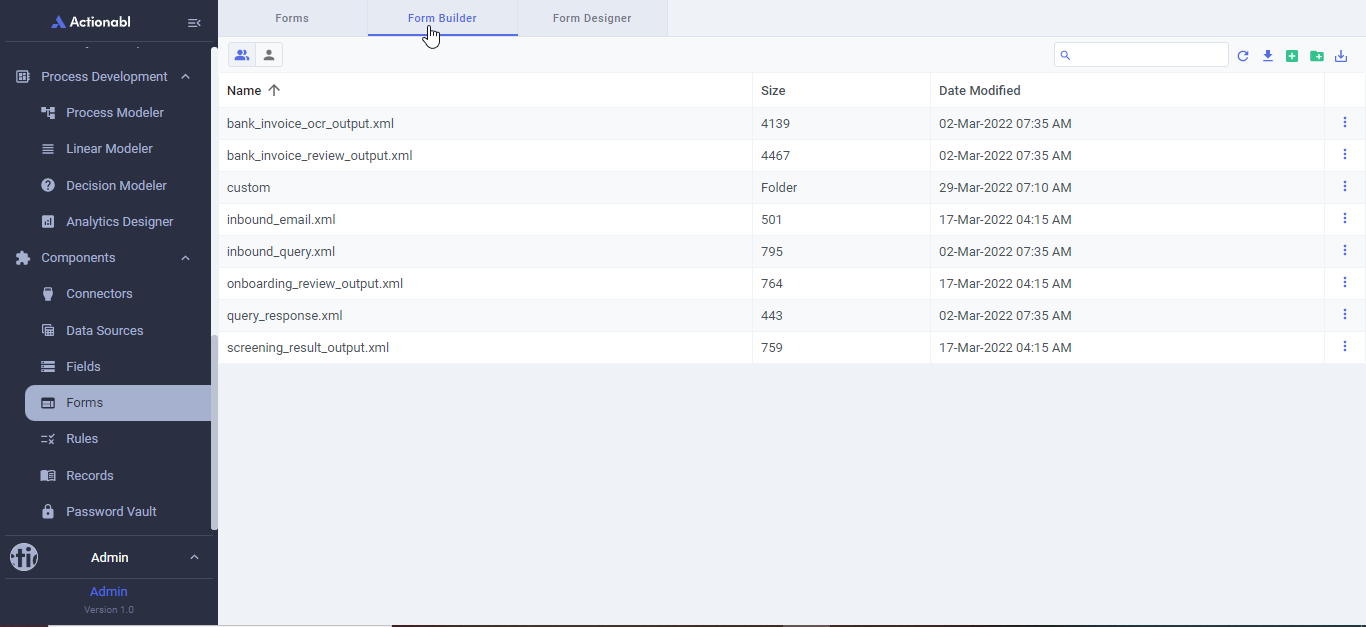 Actionabl
Process Development
Process Modeler
Linear Modeler
Decision Modeler
Analytics Designer
Components
Connectors
Data Sources
Fields
Forms
Rules
Records
Password Vault
Admin
Admin
Version 1.0
Forms Form Builder Form Designer
Name Size Date Modified
bank_invoice_ocr_output.xml 4139 02-Mar-2022 07:35 AM
bank_invoice_review_output.xml 4467 02-Mar-2022 07:35 AM
custom Folder 29-Mar-2022 07:10 AM
inbound_email.xml 501 17-Mar-2022 04:15 AM
inbound_query.xml 795 02-Mar-2022 07:35 AM
onboarding_review_output.xml 764 17-Mar-2022 04:15 AM
query_response.xml 443 02-Mar-2022 07:35 AM
screening_result_output.xml 759 17-Mar-2022 04:15 AM